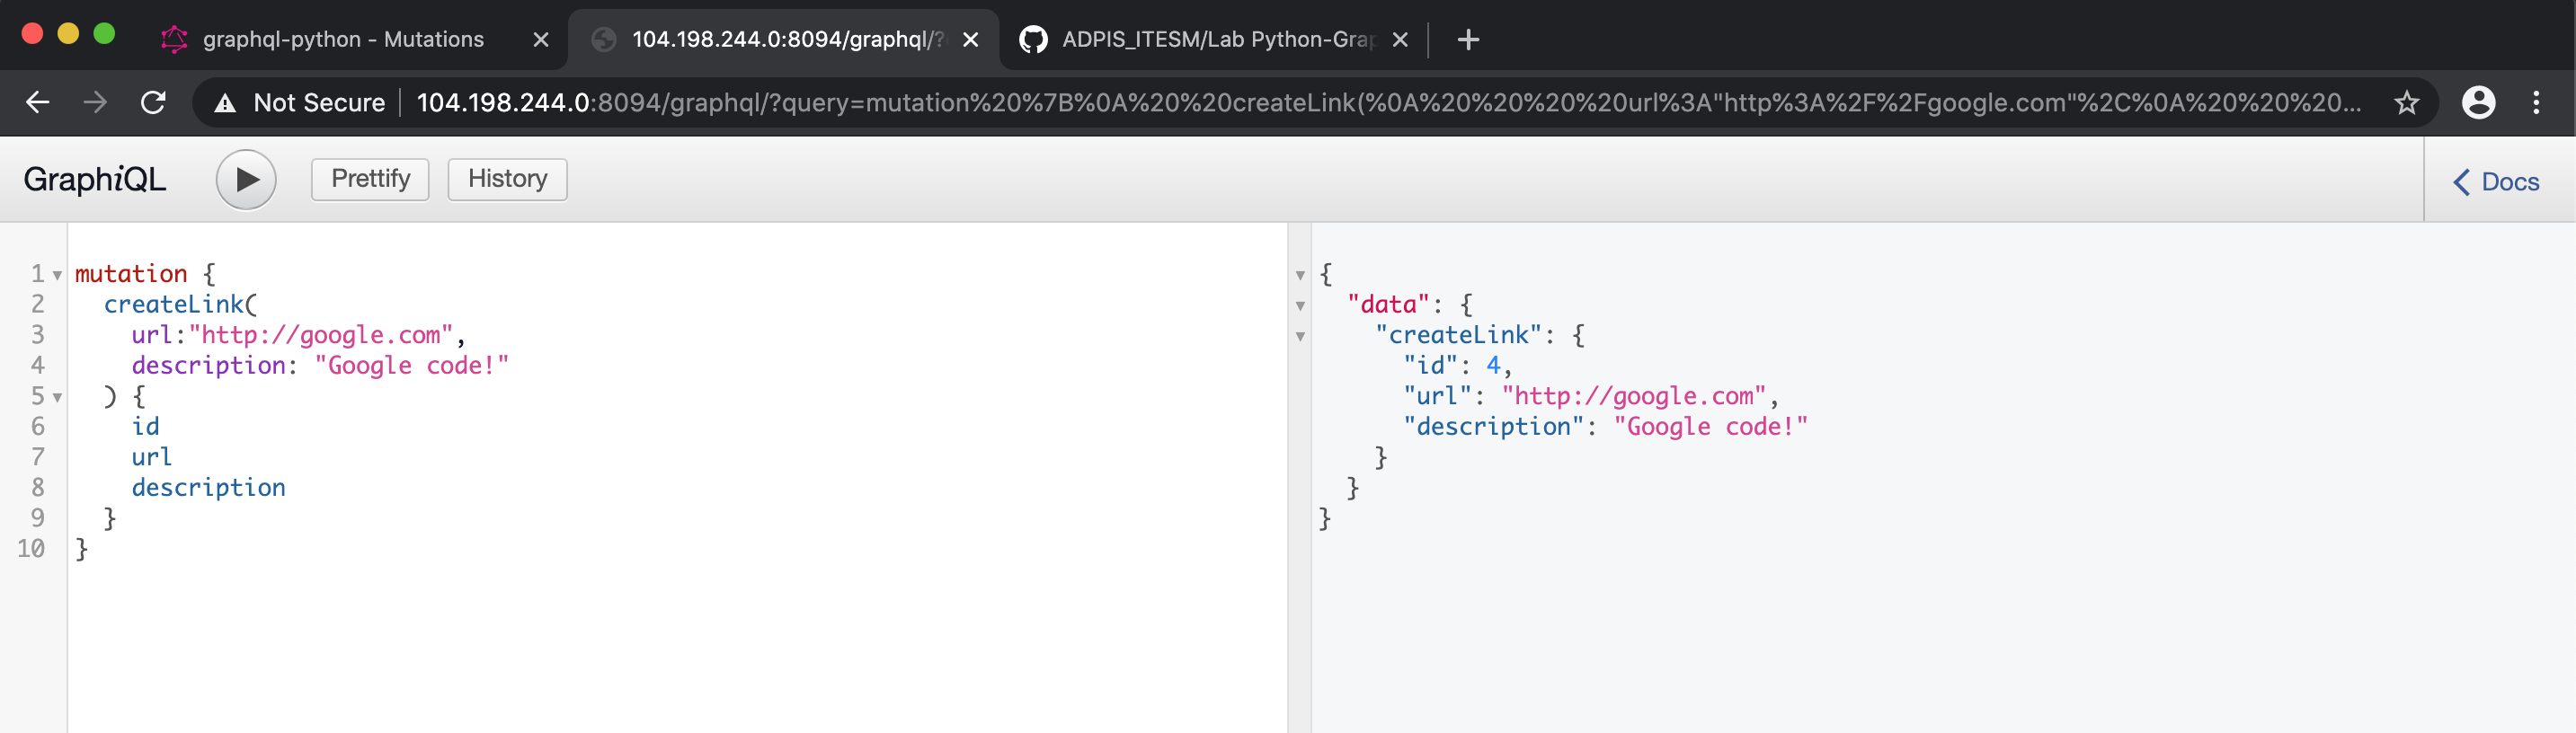 graphql-python - Mutations
104.198.244.0:8094/graphql/?
ADPIS_ITESM/Lab Python-Grap
Not Secure 104.198.244.0:8094/graphql/?query=mutation%20%7B%0A%20%20createLink(%0A%20%20%20%20url%3A"http%3A%2F%2Fgoogle.com"%2C%0A%20%20%20%20...
GraphiQL Prettify History Docs
1 mutation {
2 createLink(
3 url:"http://google.com",
4 description: "Google code!"
5 ) {
6 id
7 url
8 description
9 }
10 }
{
"data": {
"createLink": {
"id": 4,
"url": "http://google.com",
"description": "Google code!"
}
}
}